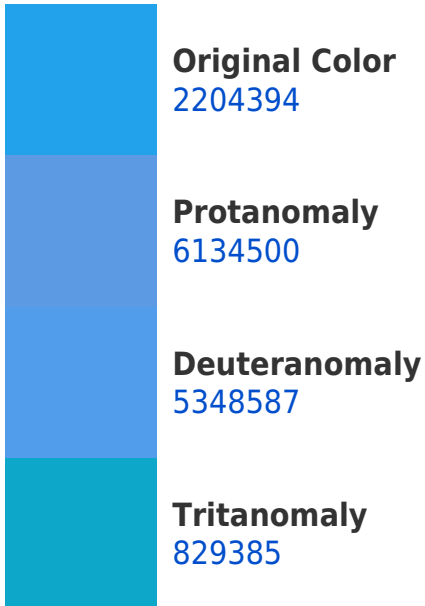 Original Color
2204394
Protanomaly
6134500
Deuteranomaly
5348587
Tritanomaly
829385